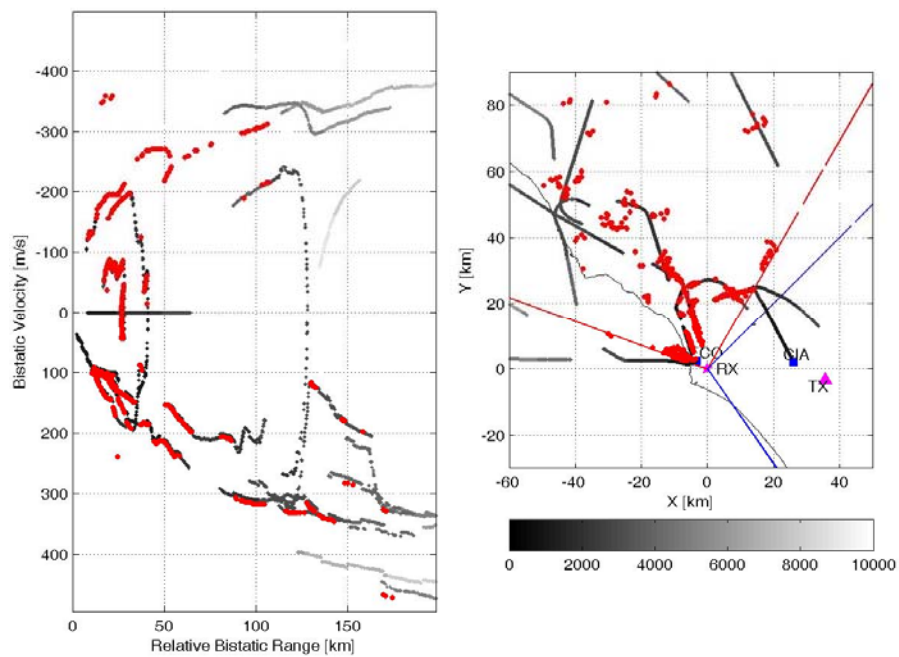 -400
-300
-200
-100
0
100
200
300
400
0 50 100 150
Bistatic Velocity [m/s]
Relative Bistatic Range [km]
80
60
40
20
0
-20
-60 -40 -20 0 20 40
Y [km]
X [km]
CO
RX
CIA
TX
0 2000 4000 6000 8000 10000